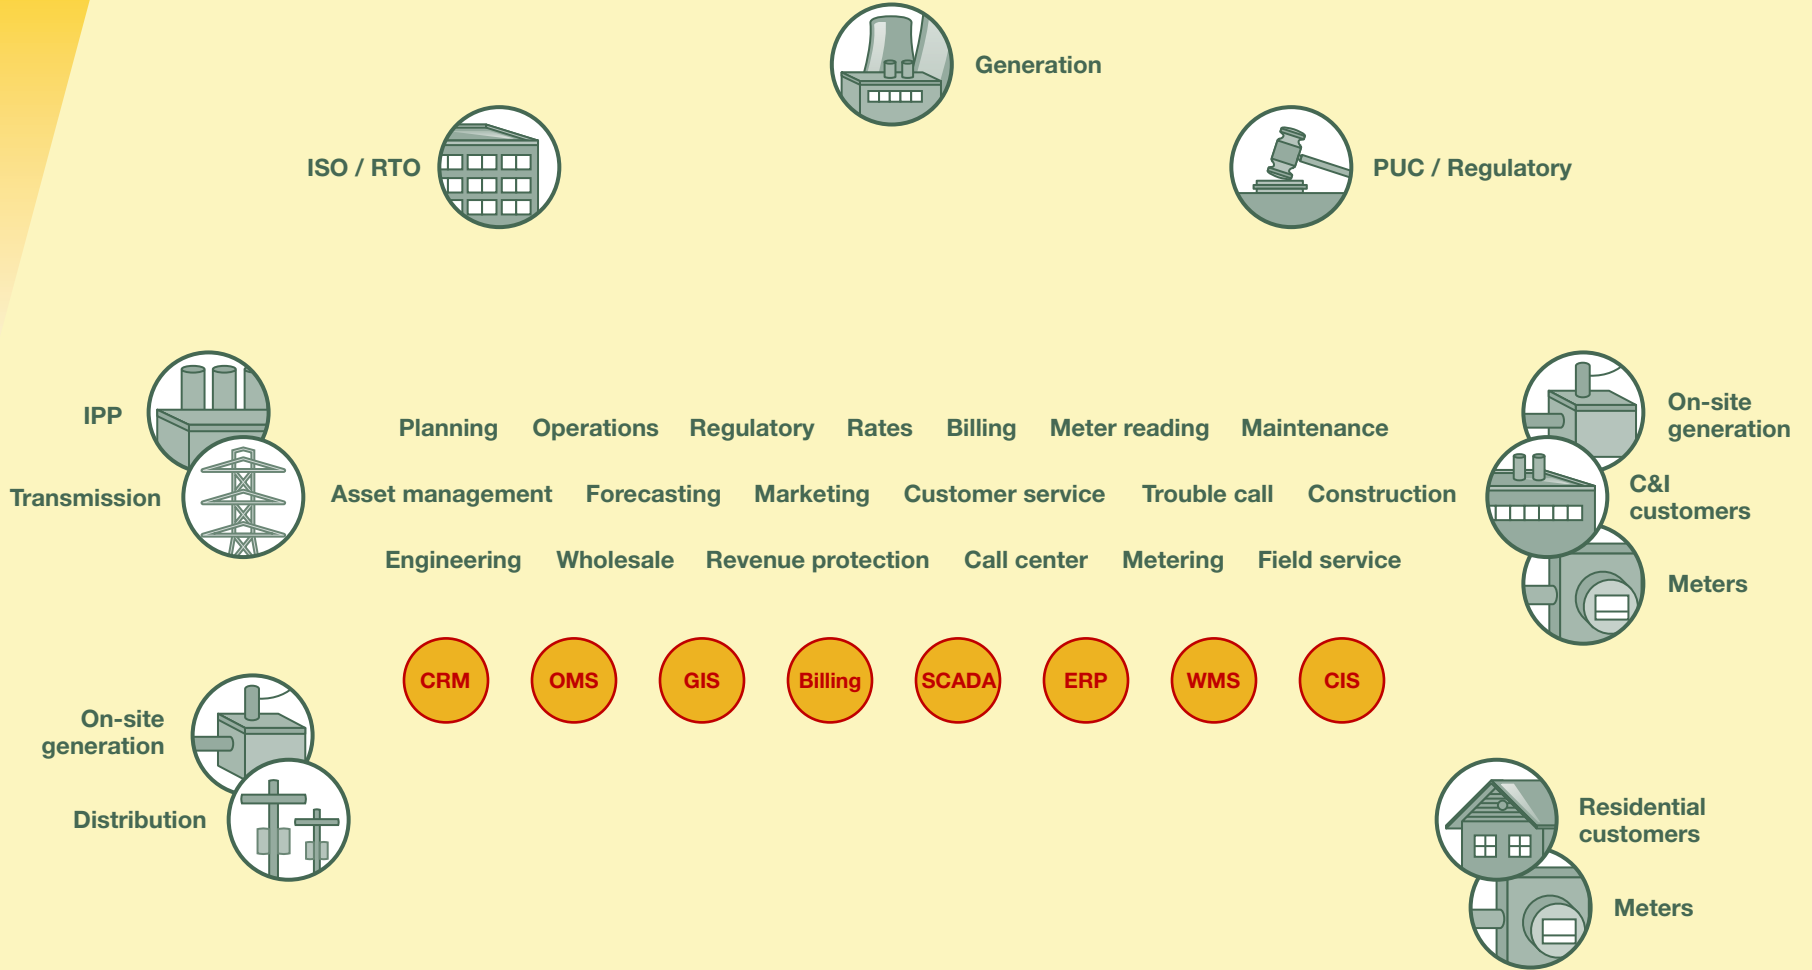 Generation
ISO / RTO
PUC / Regulatory
IPP
On-site
generation
Planning Operations Regulatory Rates Billing Meter reading Maintenance
Transmission
Asset management Forecasting Marketing Customer service Trouble call Construction
C&I
customers
Engineering Wholesale Revenue protection Call center Metering Field service
Meters
CRM OMS GIS Billing SCADA ERP WMS CIS
On-site
generation
Distribution
Residential
customers
Meters